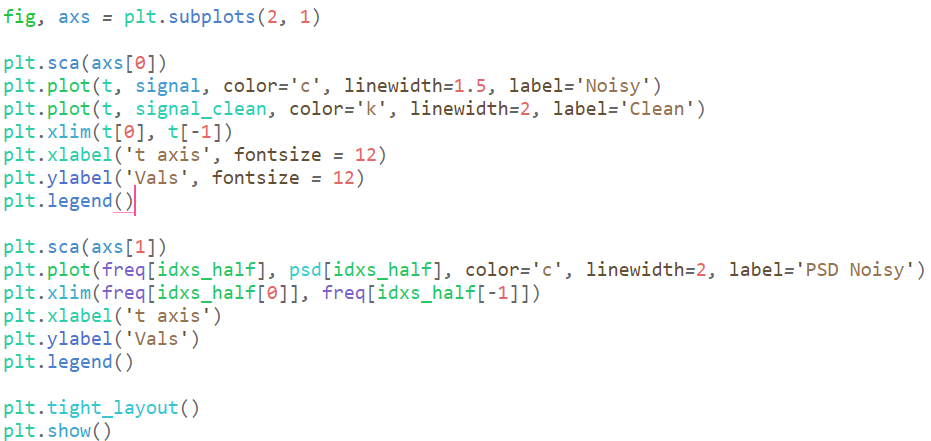 fig, axs = plt.subplots(2, 1)
plt.sca(axs[0])
plt.plot(t, signal, color='c', linewidth=1.5, label='Noisy')
plt.plot(t, signal_clean, color='k', linewidth=2, label='Clean')
plt.xlim(t[0], t[-1])
plt.xlabel('t axis', fontsize = 12)
plt.ylabel('Vals', fontsize = 12)
plt.legend()
plt.sca(axs[1])
plt.plot(freq[idxs_half], psd[idxs_half], color='c', linewidth=2, label='PSD Noisy')
plt.xlim(freq[idxs_half[0]], freq[idxs_half[-1]])
plt.xlabel('t axis')
plt.ylabel('Vals')
plt.legend()
plt.tight_layout()
plt.show()